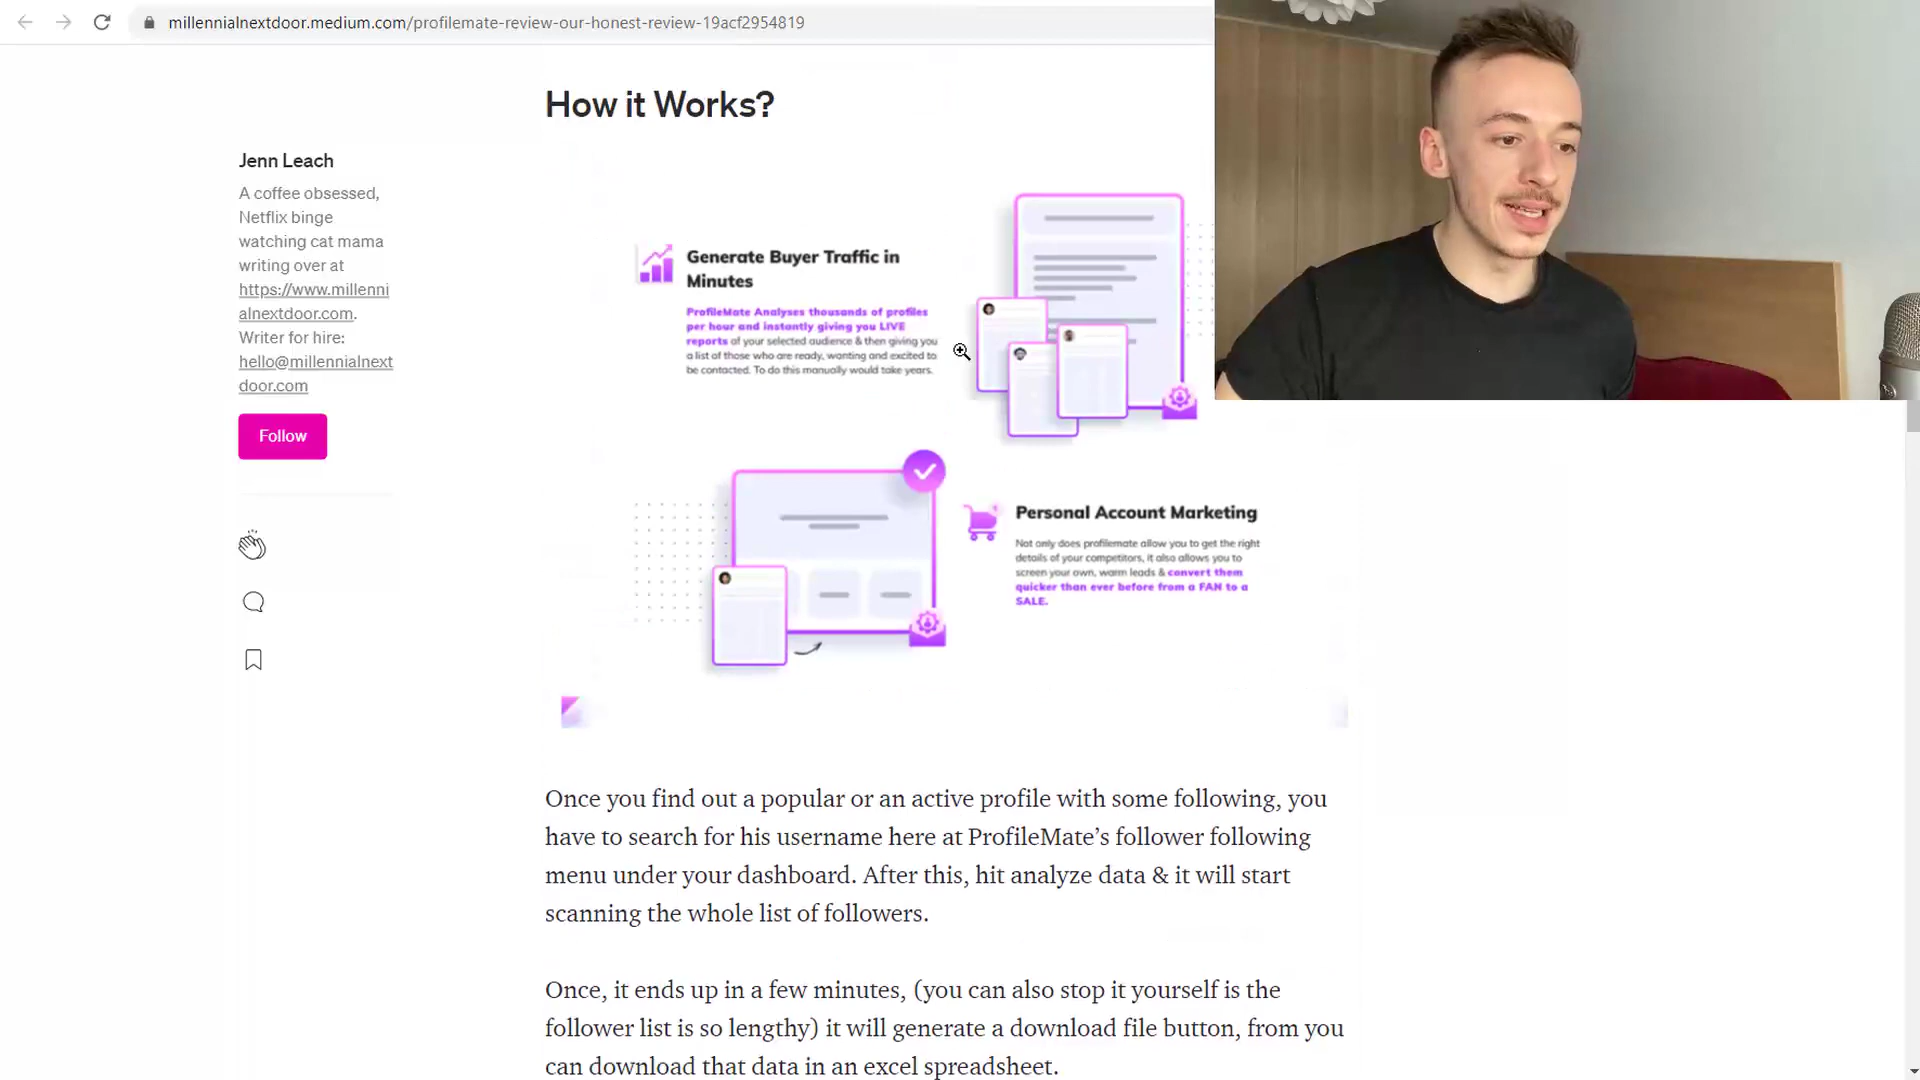 millennialnextdoor.medium.com/profilemate-review-our-honest-review-19acf2954819
How it Works?
Jenn Leach
A coffee obsessed,
Netflix binge
watching cat mama
writing over at
https://www.millenni
alnextdoor.com.
Writer for hire:
hello@millennialnext
door.com
Follow
Generate Buyer Traffic in
Minutes
ProfileMate Analyses thousands of profiles
per hour and instantly giving you LIVE
reports of your selected audience & then giving you
a list of those who are ready, wanting and excited to
be contacted. To do this manually would take years.
Personal Account Marketing
Not only does profilemate allow you to get the right
details of your competitors, it also allows you to
screen your own, warm leads & convert them
quicker than ever before from a FAN to a
SALE.
Once you find out a popular or an active profile with some following, you
have to search for his username here at ProfileMate’s follower following
menu under your dashboard. After this, hit analyze data & it will start
scanning the whole list of followers.
Once, it ends up in a few minutes, (you can also stop it yourself is the
follower list is so lengthy) it will generate a download file button, from you
can download that data in an excel spreadsheet.